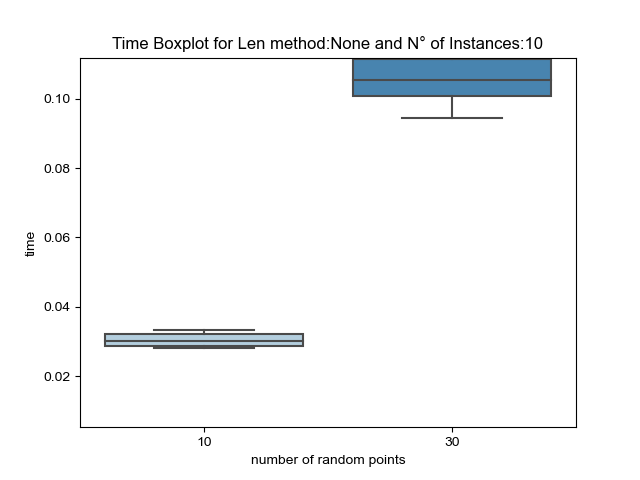 Time Boxplot for Len method:None and N° of Instances:10
0.10
0.08
0.06
0.04
0.02
time
10
30
number of random points